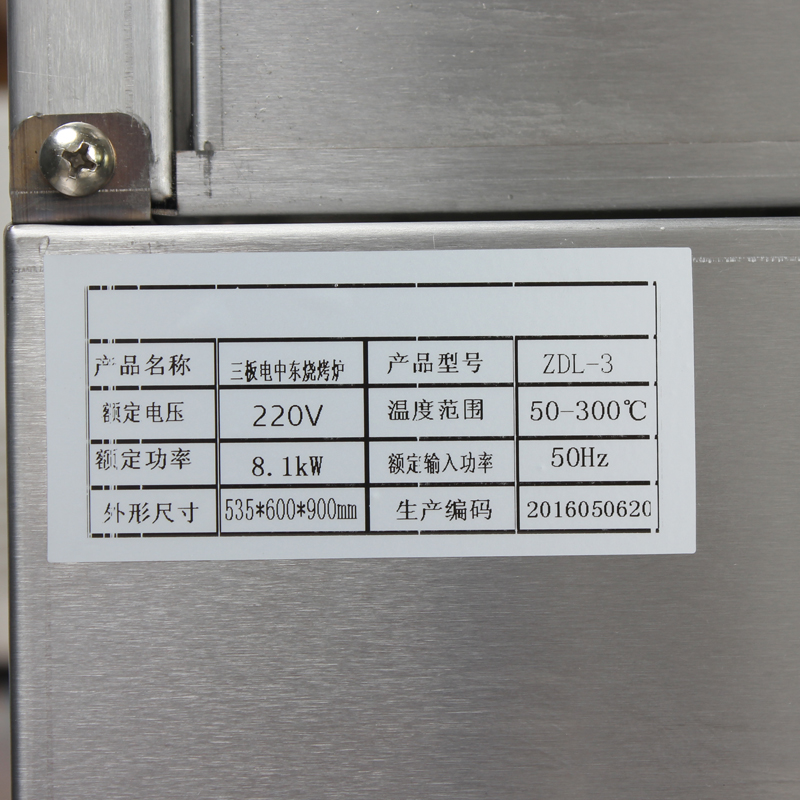 产品名称 三板电中东烧烤炉 产品型号 ZDL-3
额定电压 220V 温度范围 50-300℃
额定功率 8.1kW 额定输入功率 50Hz
外形尺寸 535*600*900mm 生产编码 2016050620